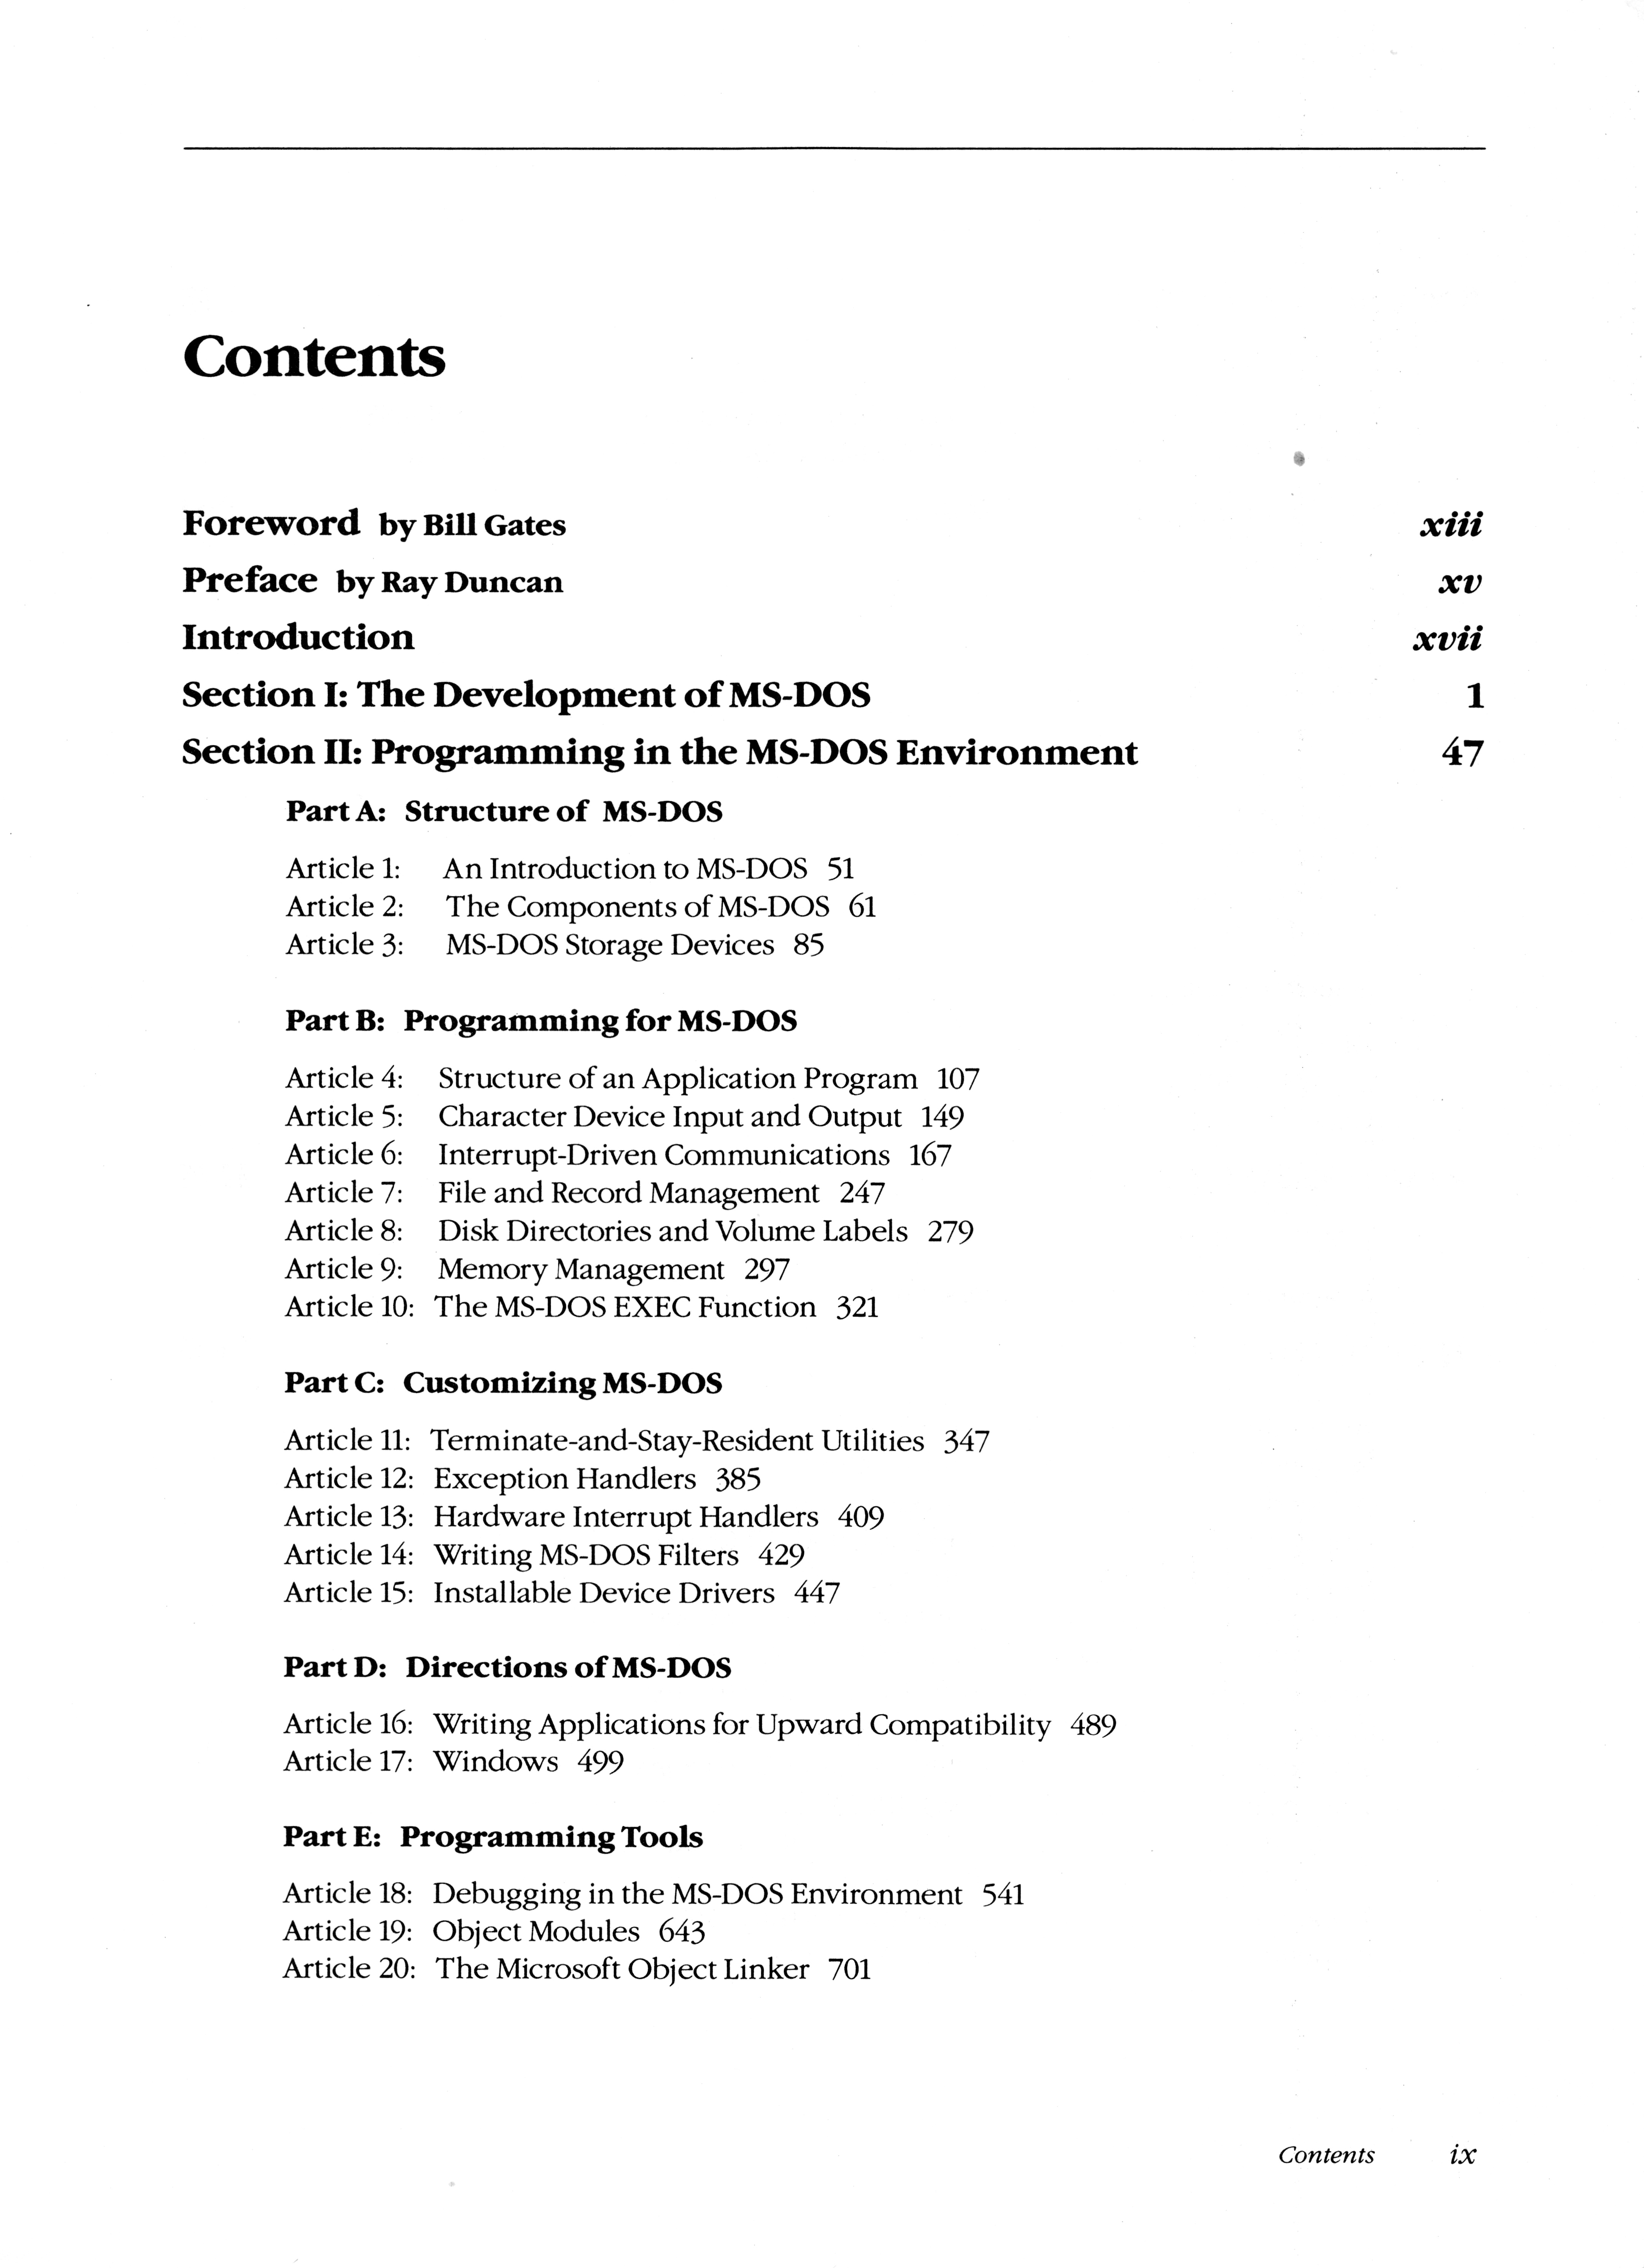 Contents
Foreword by Bill Gates xiii
Preface by Ray Duncan xv
Introduction xvii
Section I: The Development of MS-DOS 1
Section II: Programming in the MS-DOS Environment 47
Part A: Structure of MS-DOS
Article 1: An Introduction to MS-DOS 51
Article 2: The Components of MS-DOS 61
Article 3: MS-DOS Storage Devices 85
Part B: Programming for MS-DOS
Article 4: Structure of an Application Program 107
Article 5: Character Device Input and Output 149
Article 6: Interrupt-Driven Communications 167
Article 7: File and Record Management 247
Article 8: Disk Directories and Volume Labels 279
Article 9: Memory Management 297
Article 10: The MS-DOS EXEC Function 321
Part C: Customizing MS-DOS
Article 11: Terminate-and-Stay-Resident Utilities 347
Article 12: Exception Handlers 385
Article 13: Hardware Interrupt Handlers 409
Article 14: Writing MS-DOS Filters 429
Article 15: Installable Device Drivers 447
Part D: Directions of MS-DOS
Article 16: Writing Applications for Upward Compatibility 489
Article 17: Windows 499
Part E: Programming Tools
Article 18: Debugging in the MS-DOS Environment 541
Article 19: Object Modules 643
Article 20: The Microsoft Object Linker 701
Contents ix